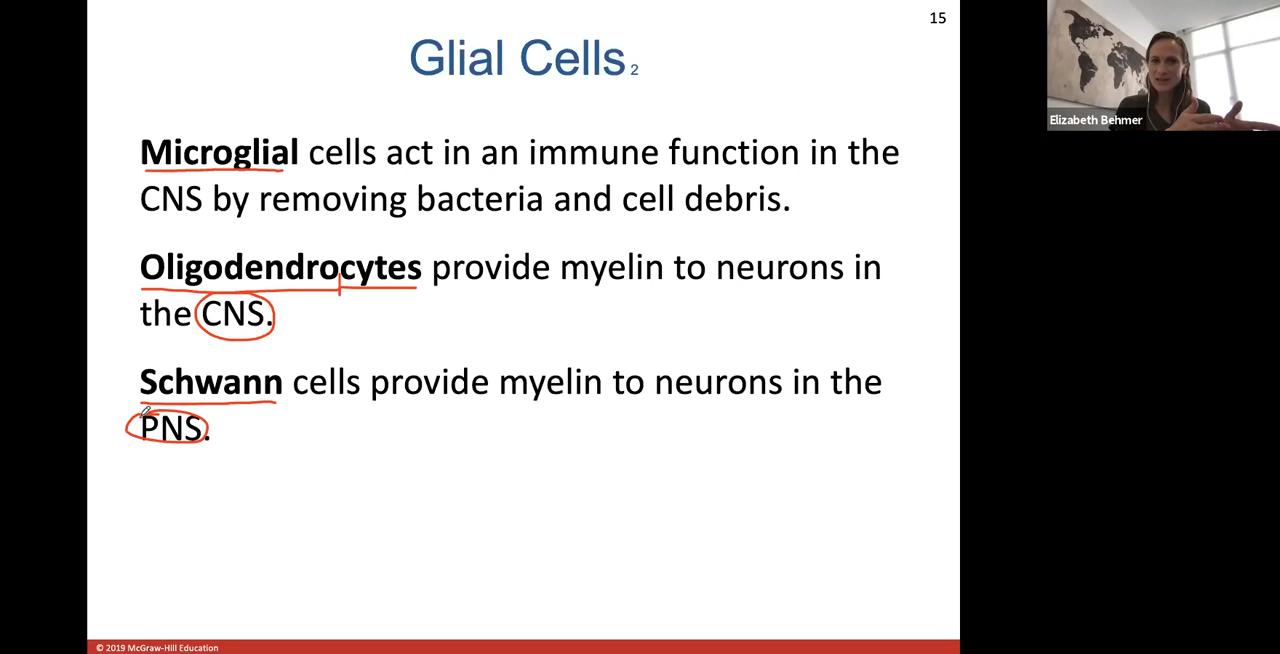 15
Glial Cells 2
Elizabeth Behmer
Microglial cells act in an immune function in the
CNS by removing bacteria and cell debris.
Oligodendrocytes provide myelin to neurons in
the CNS.
Schwann cells provide myelin to neurons in the
PNS.
© 2019 McGraw-Hill Education